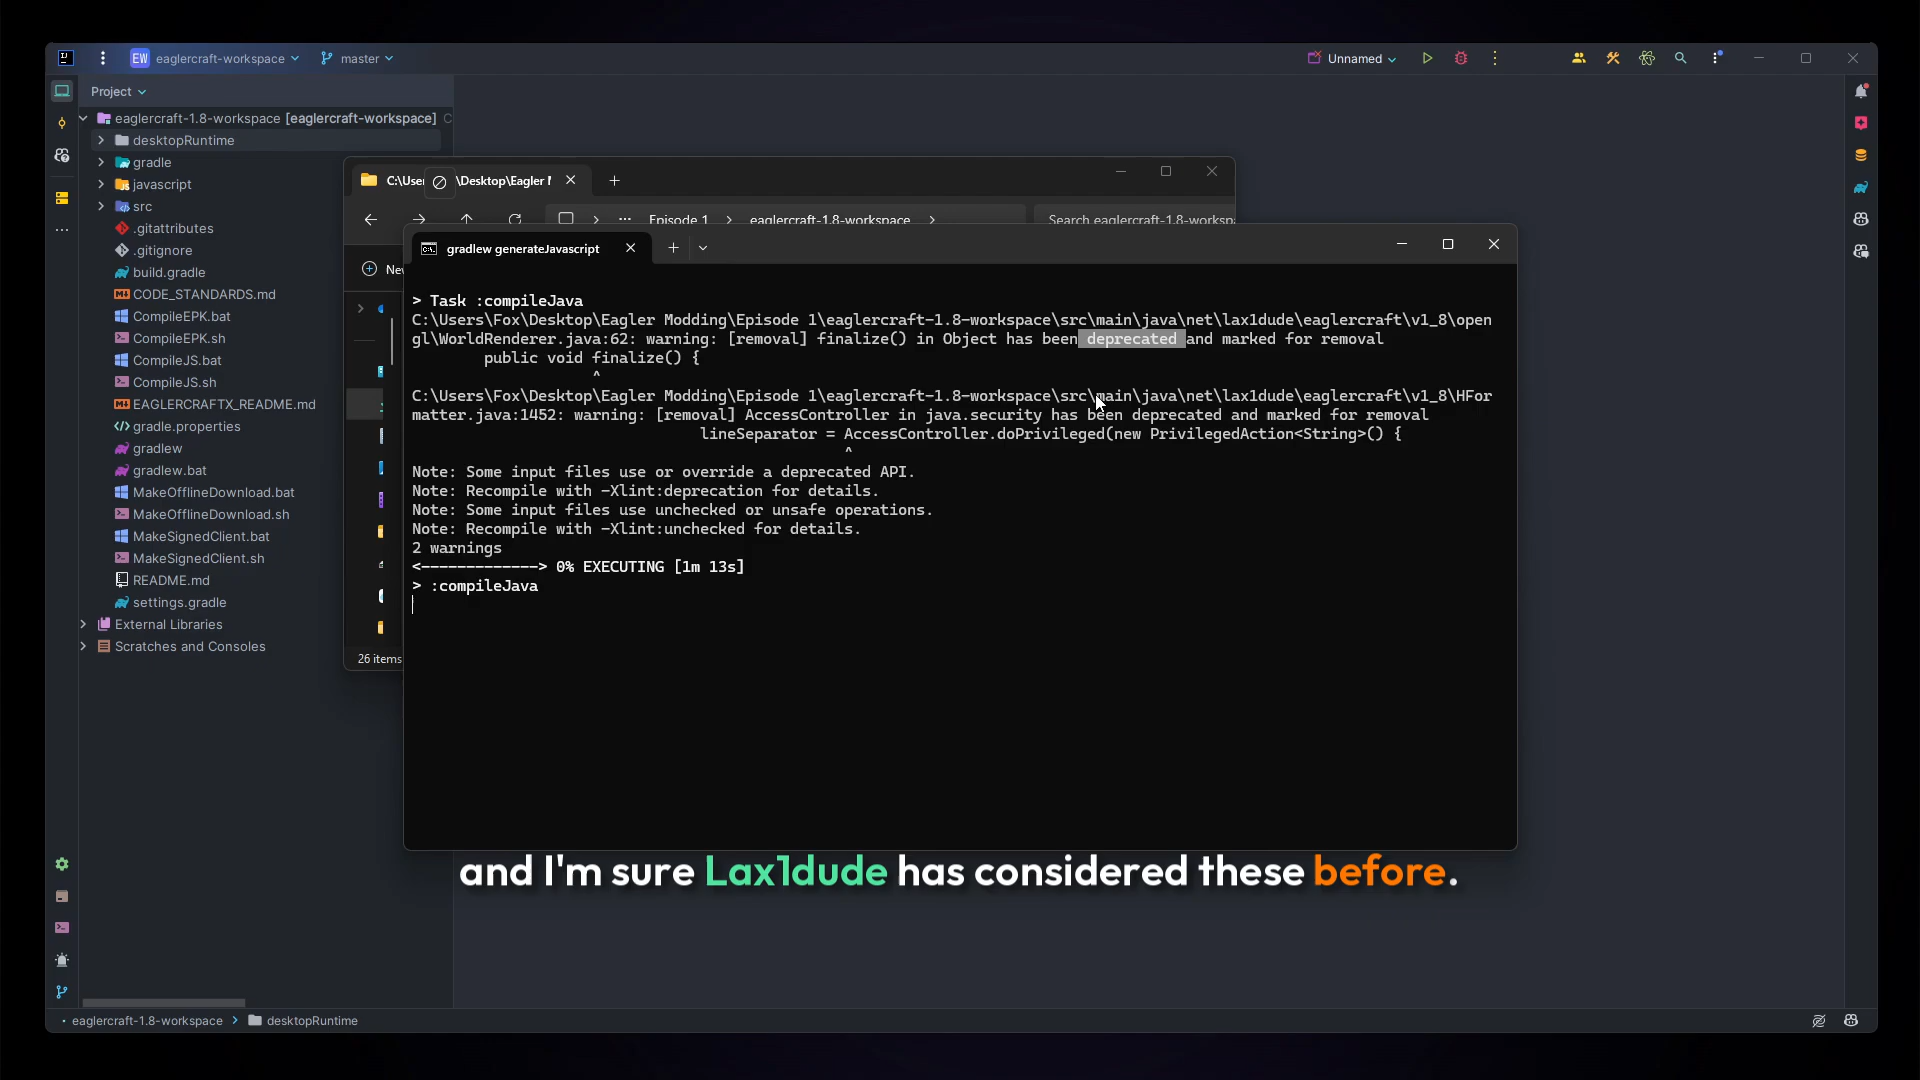 EW eaglercraft-workspace master Unnamed
Project
eaglercraft-1.8-workspace [eaglercraft-workspace] C
desktopRuntime
gradle
javascript
src
.gitattributes
.gitignore
build.gradle
CODE_STANDARDS.md
CompileEPK.bat
CompileEPK.sh
CompileJS.bat
CompileJS.sh
EAGLERCRAFTX_README.md
gradle.properties
gradlew
gradlew.bat
MakeOfflineDownload.bat
MakeOfflineDownload.sh
MakeSignedClient.bat
MakeSignedClient.sh
README.md
settings.gradle
External Libraries
Scratches and Consoles
C:\User \Desktop\Eagler
Episode 1 eaglercraft-1.8-workspace Search eaglercraft-1.8-worksp
New
26 items
gradlew generateJavascript
> Task :compileJava
C:\Users\Fox\Desktop\Eagler Modding\Episode 1\eaglercraft-1.8-workspace\src\main\java\net\lax1dude\eaglercraft\v1_8\open
gl\WorldRenderer.java:62: warning: [removal] finalize() in Object has been deprecated and marked for removal
public void finalize() {
^
C:\Users\Fox\Desktop\Eagler Modding\Episode 1\eaglercraft-1.8-workspace\src\main\java\net\lax1dude\eaglercraft\v1_8\HFor
matter.java:1452: warning: [removal] AccessController in java.security has been deprecated and marked for removal
lineSeparator = AccessController.doPrivileged(new PrivilegedAction<String>() {
^
Note: Some input files use or override a deprecated API.
Note: Recompile with -Xlint:deprecation for details.
Note: Some input files use unchecked or unsafe operations.
Note: Recompile with -Xlint:unchecked for details.
2 warnings
<-------------> 0% EXECUTING [1m 13s]
> :compileJava
and I'm sure Lax1dude has considered these before.
eaglercraft-1.8-workspace > desktopRuntime